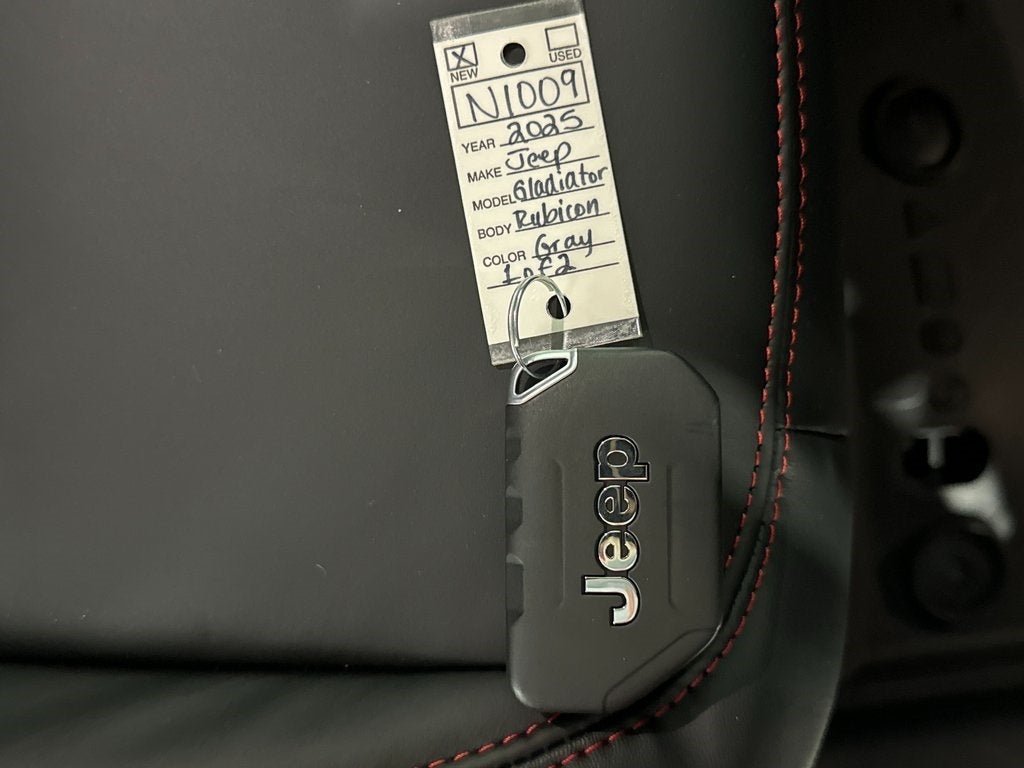 X
NEW
USED
N1009
YEAR 2025
MAKE Jeep
MODEL Gladiator
BODY Rubicon
COLOR Gray
1 of 2
Jeep